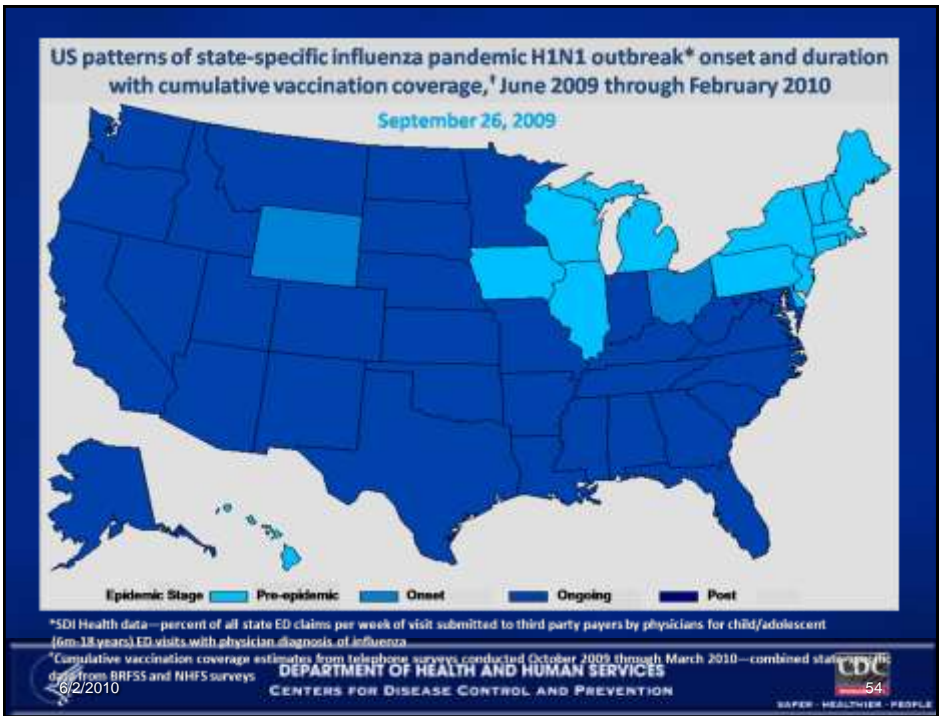 US patterns of state-specific influenza pandemic H1N1 outbreak* onset and duration
with cumulative vaccination coverage,† June 2009 through February 2010
September 26, 2009
Epidemic Stage Pre-epidemic Onset Ongoing Post
*SDI Health data—percent of all state ED claims per week of visit submitted to third party payers by physicians for child/adolescent
(6m-18 years) ED visits with physician diagnosis of influenza
†Cumulative vaccination coverage estimates from telephone surveys conducted October 2009 through March 2010—combined state-specific
data from BRFSS and NHFS surveys
DEPARTMENT OF HEALTH AND HUMAN SERVICES
CENTERS FOR DISEASE CONTROL AND PREVENTION
6/2/2010
CDC
54
SAFER · HEALTHIER · PEOPLE